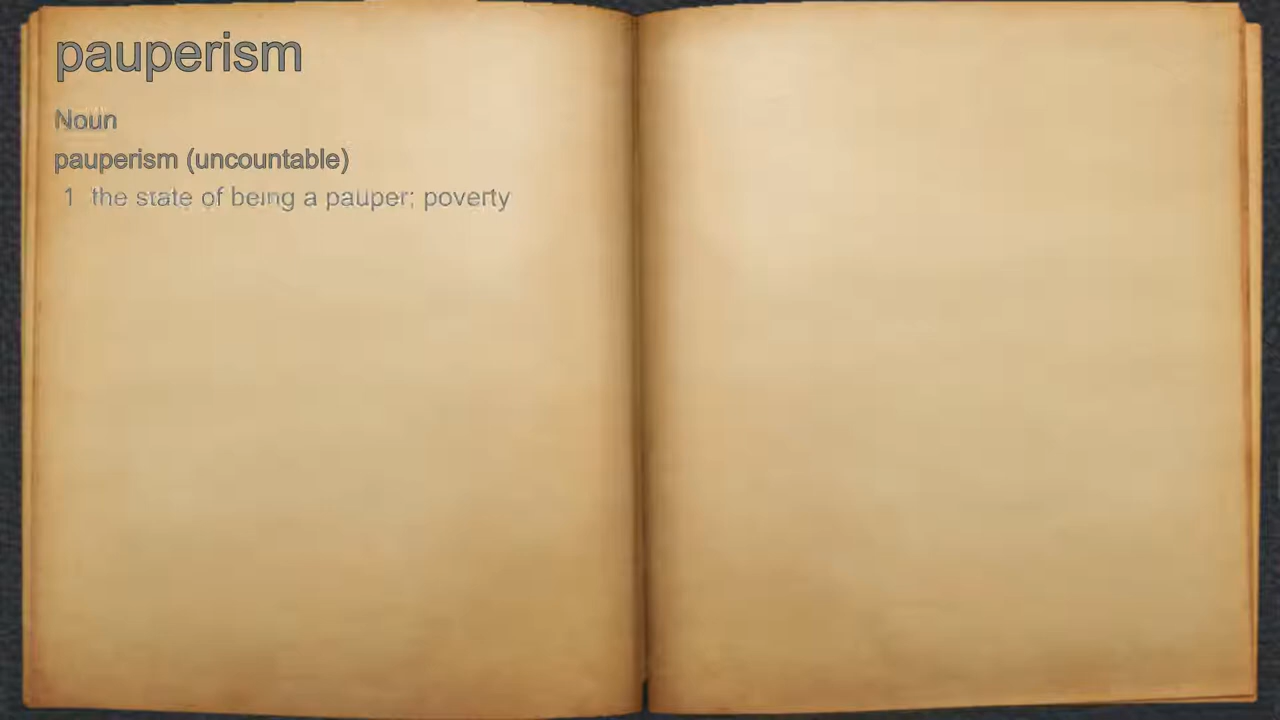 pauperism
Noun
pauperism (uncountable)
1 the state of being a pauper; poverty